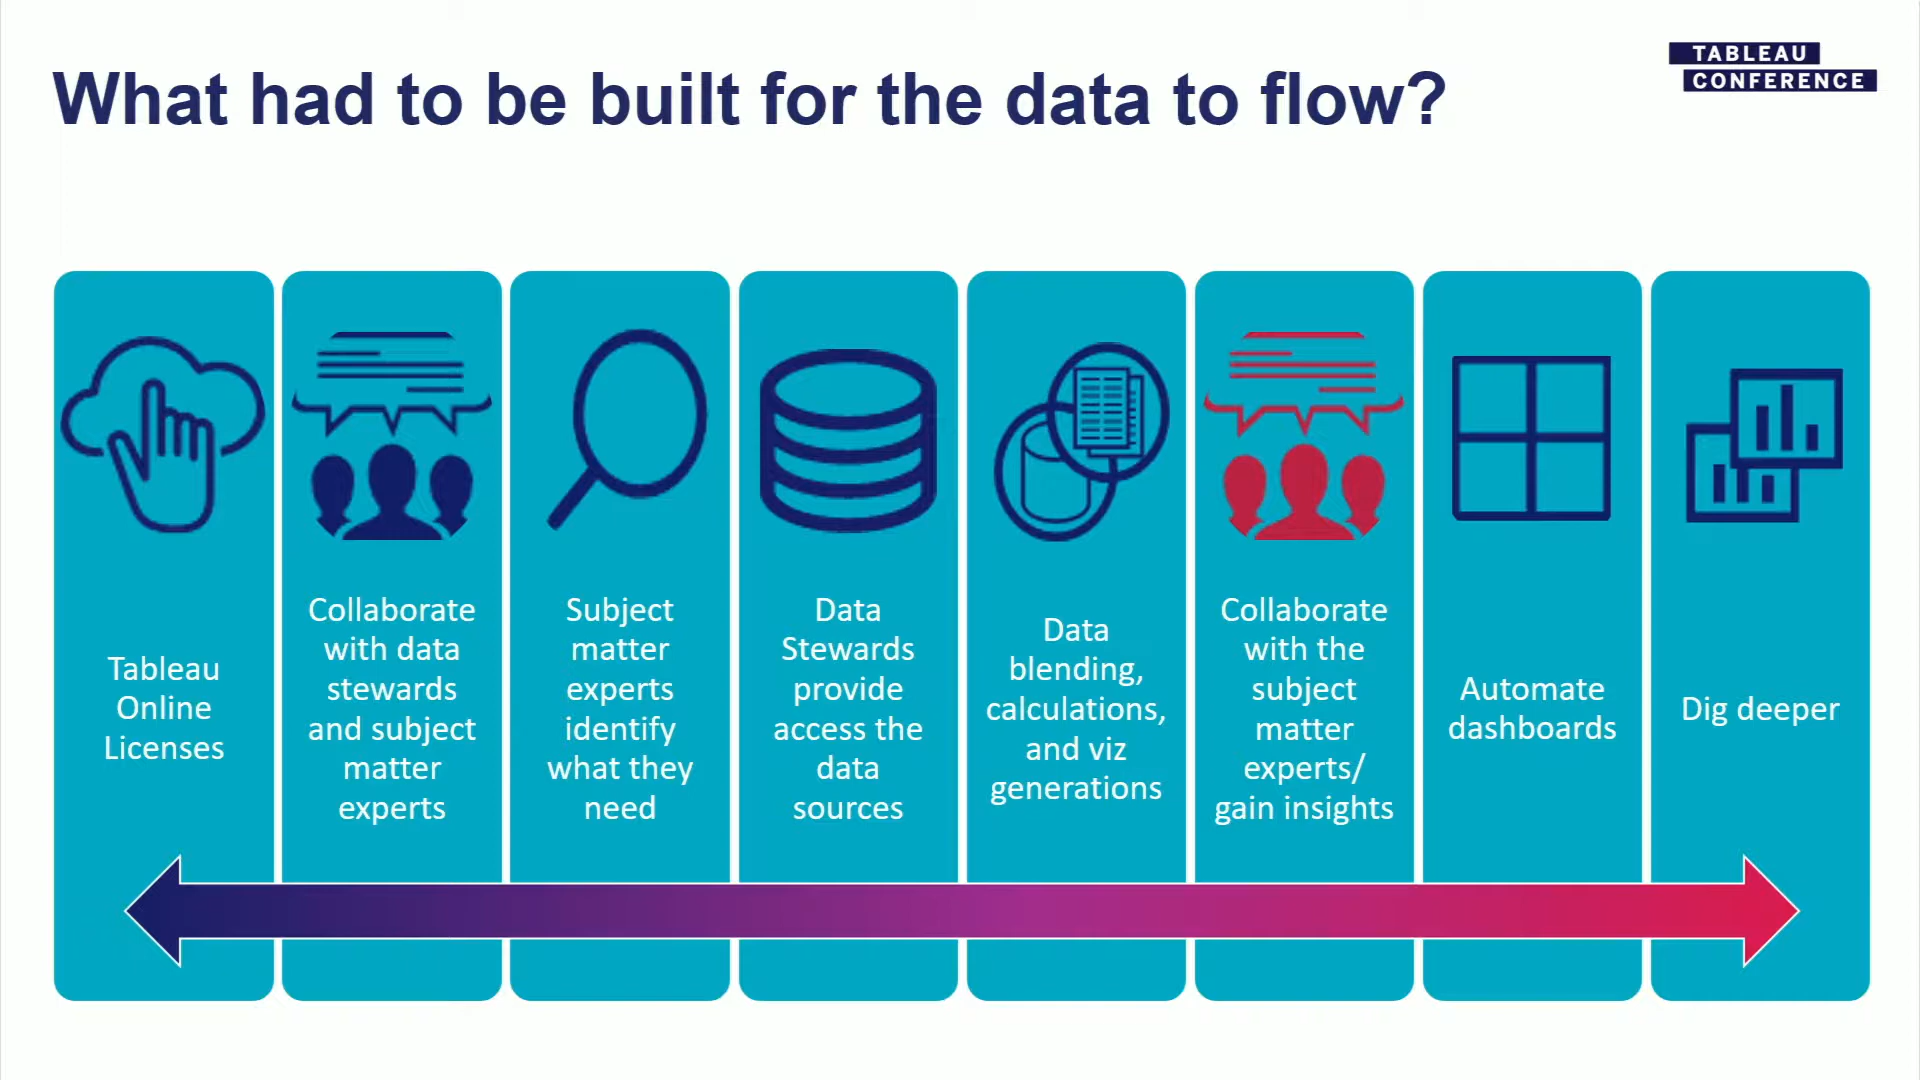 What had to be built for the data to flow?
TABLEAU
CONFERENCE
Tableau
Online
Licenses
Collaborate
with data
stewards
and subject
matter
experts
Subject
matter
experts
identify
what they
need
Data
Stewards
provide
access the
data
sources
Data
blending,
calculations,
and viz
generations
Collaborate
with the
subject
matter
experts/
gain insights
Automate
dashboards
Dig deeper